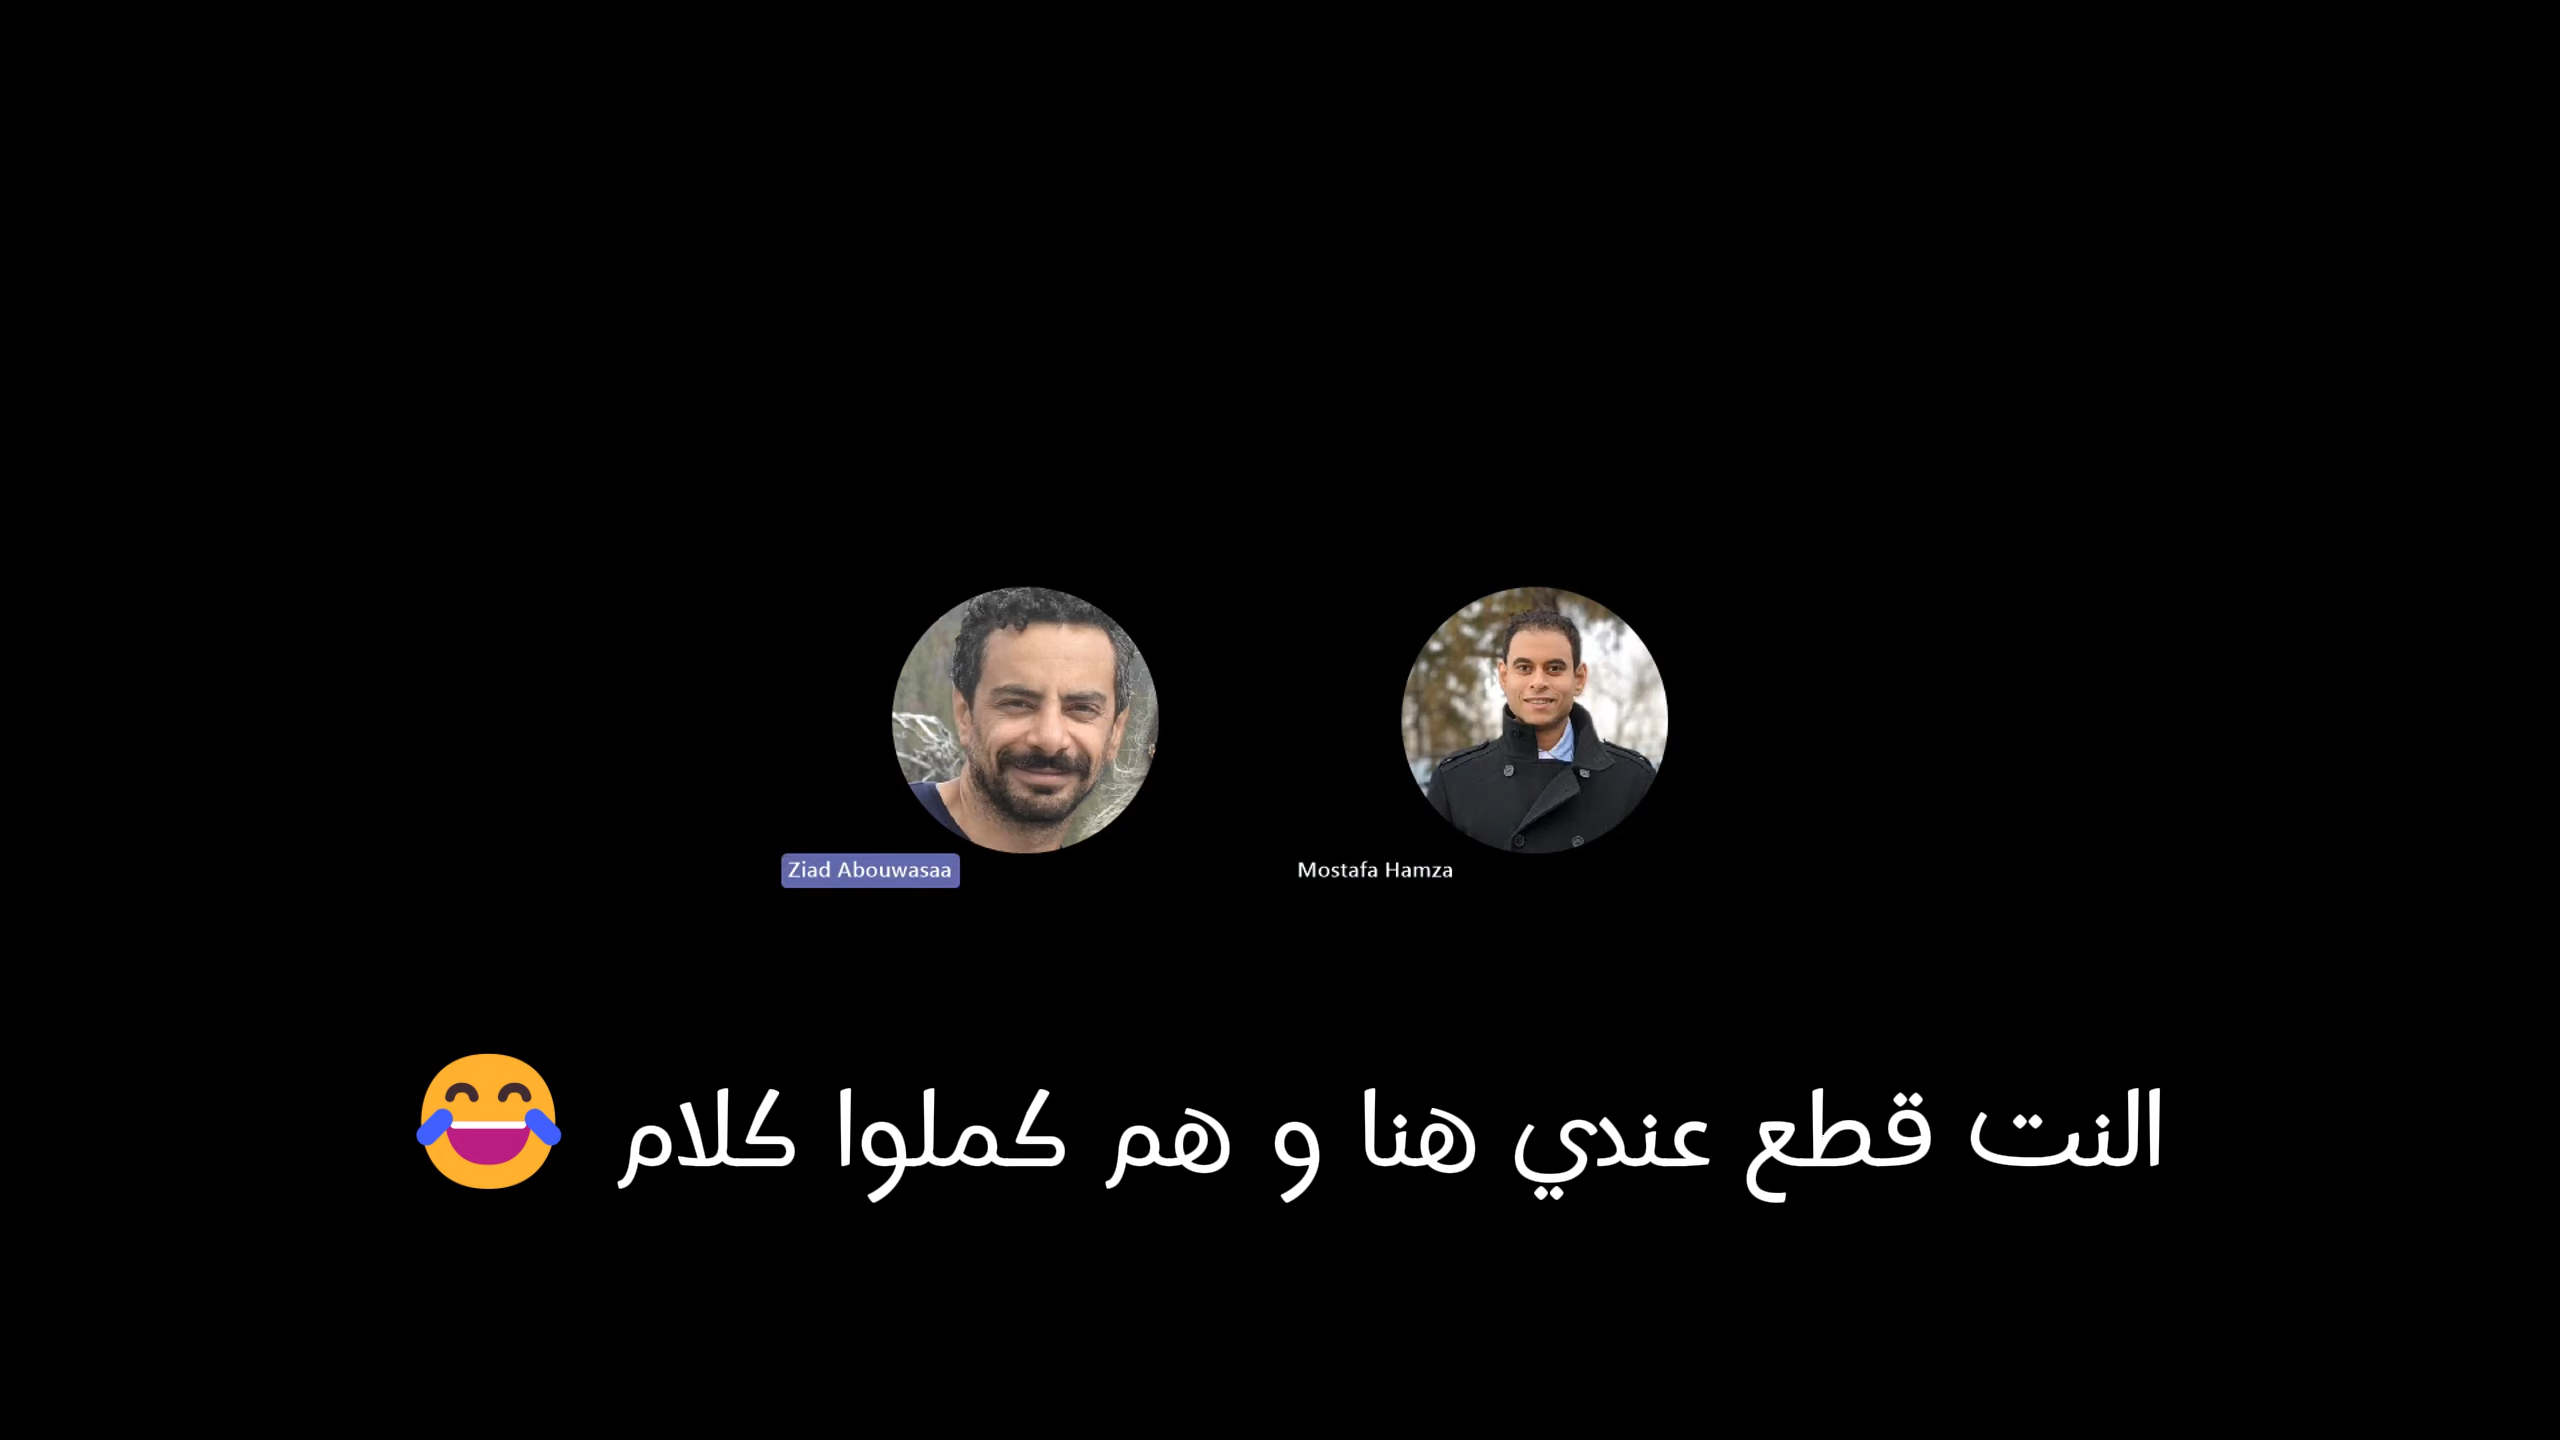 Ziad Abouwasaa
Mostafa Hamza
النت قطع عندي هنا و هم كملوا كلام 😂